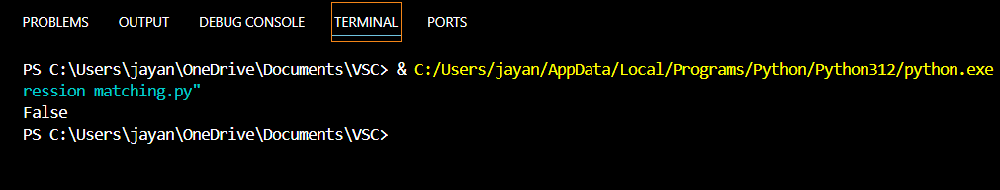 PROBLEMS OUTPUT DEBUG CONSOLE TERMINAL PORTS
PS C:\Users\jayan\OneDrive\Documents\VSC> & C:/Users/jayan/AppData/Local/Programs/Python/Python312/python.exe
ression matching.py"
False
PS C:\Users\jayan\OneDrive\Documents\VSC>